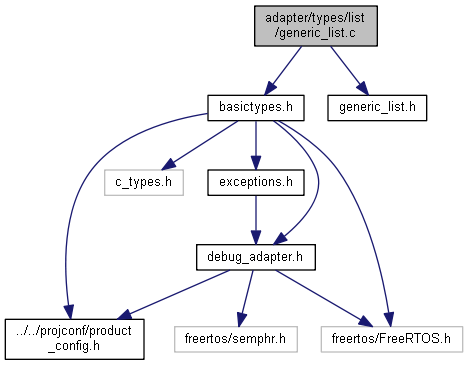 adapter/types/list
/generic_list.c
basictypes.h
generic_list.h
c_types.h
exceptions.h
debug_adapter.h
../../projconf/product
_config.h
freertos/semphr.h
freertos/FreeRTOS.h